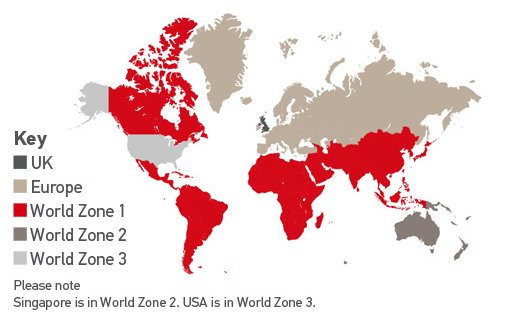 Key
UK
Europe
World Zone 1
World Zone 2
World Zone 3
Please note
Singapore is in World Zone 2. USA is in World Zone 3.